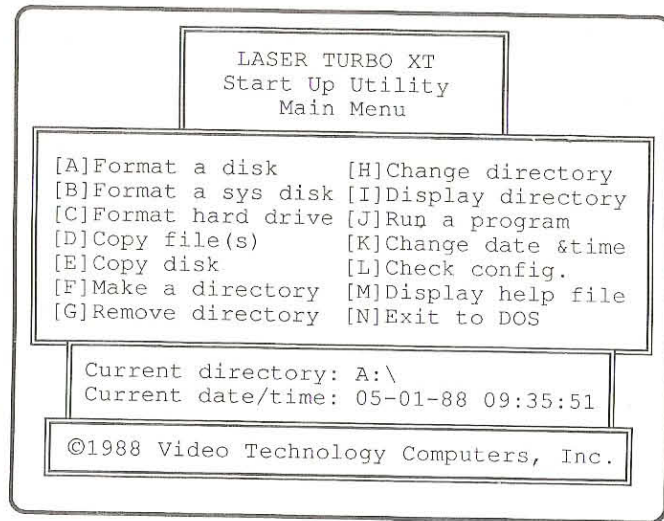 LASER TURBO XT
Start Up Utility
Main Menu
[A]Format a disk [H]Change directory
[B]Format a sys disk [I]Display directory
[C]Format hard drive [J]Run a program
[D]Copy file(s) [K]Change date &time
[E]Copy disk [L]Check config.
[F]Make a directory [M]Display help file
[G]Remove directory [N]Exit to DOS
Current directory: A:\
Current date/time: 05-01-88 09:35:51
©1988 Video Technology Computers, Inc.